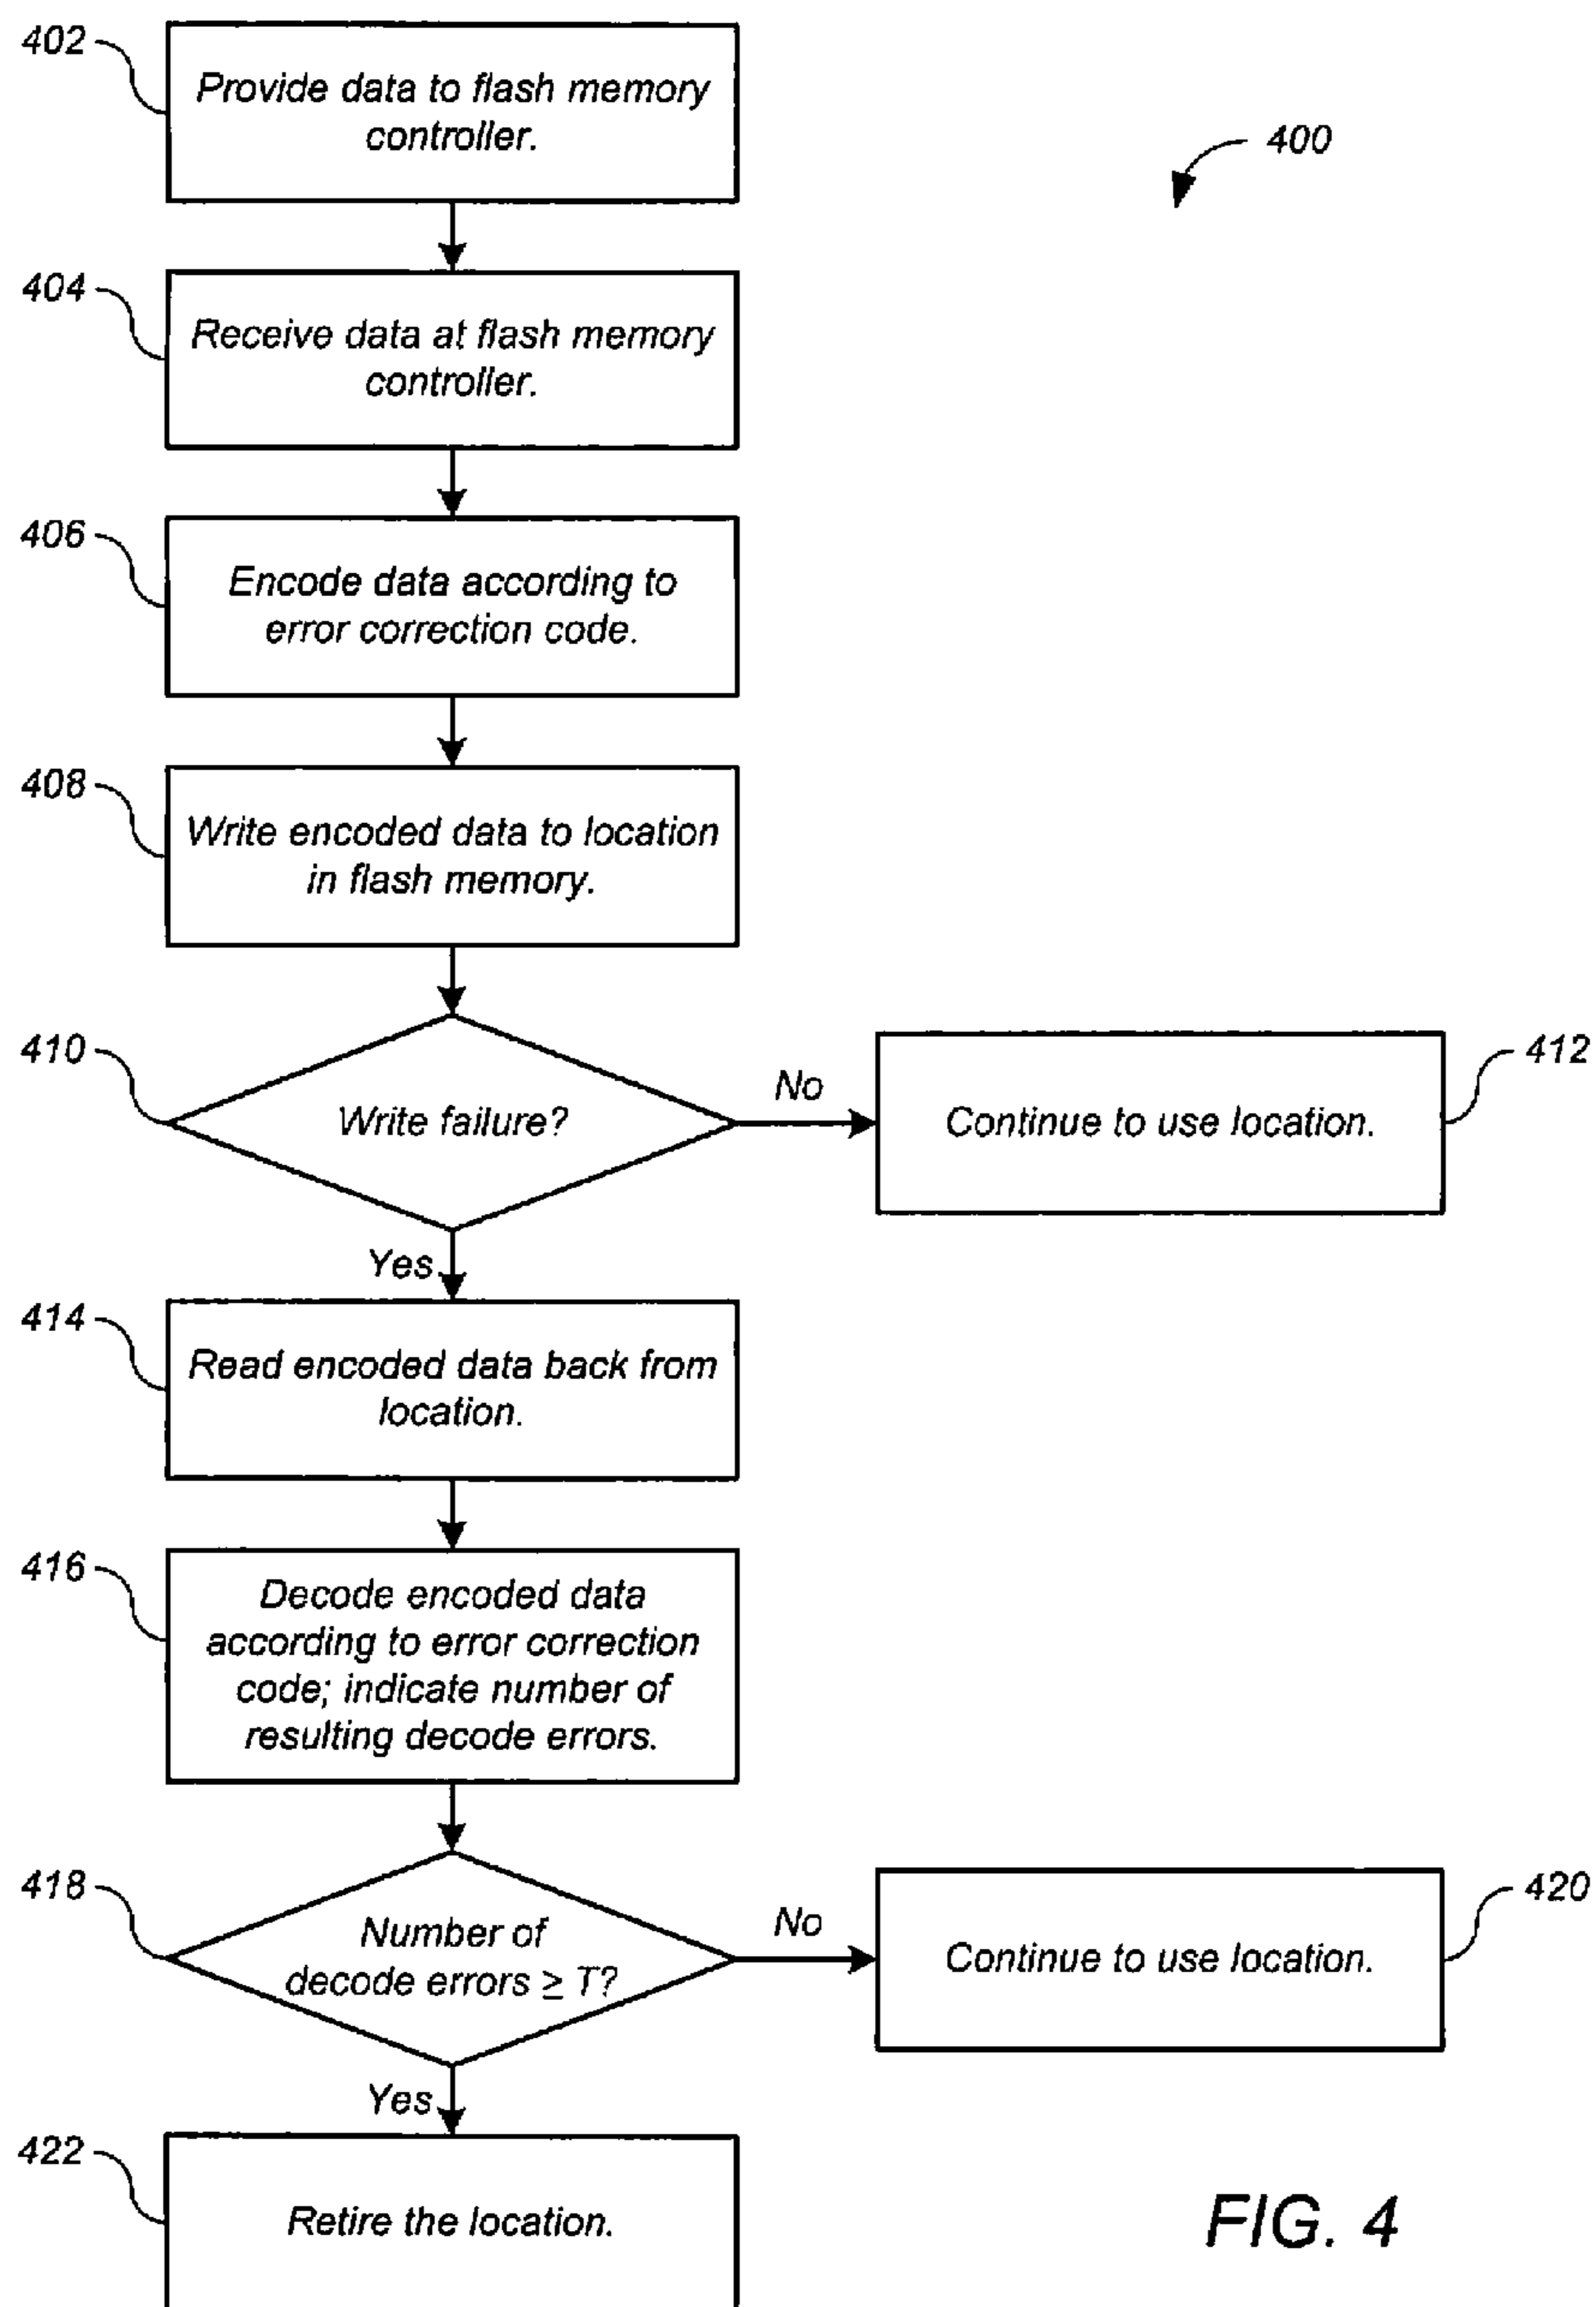 402
Provide data to flash memory
controller.
400
404
Receive data at flash memory
controller.
406
Encode data according to
error correction code.
408
Write encoded data to location
in flash memory.
410
Write failure?
No
Continue to use location.
412
Yes
414
Read encoded data back from
location.
416
Decode encoded data
according to error correction
code; indicate number of
resulting decode errors.
418
Number of
decode errors ≥ T?
No
Continue to use location.
420
Yes
422
Retire the location.
FIG. 4